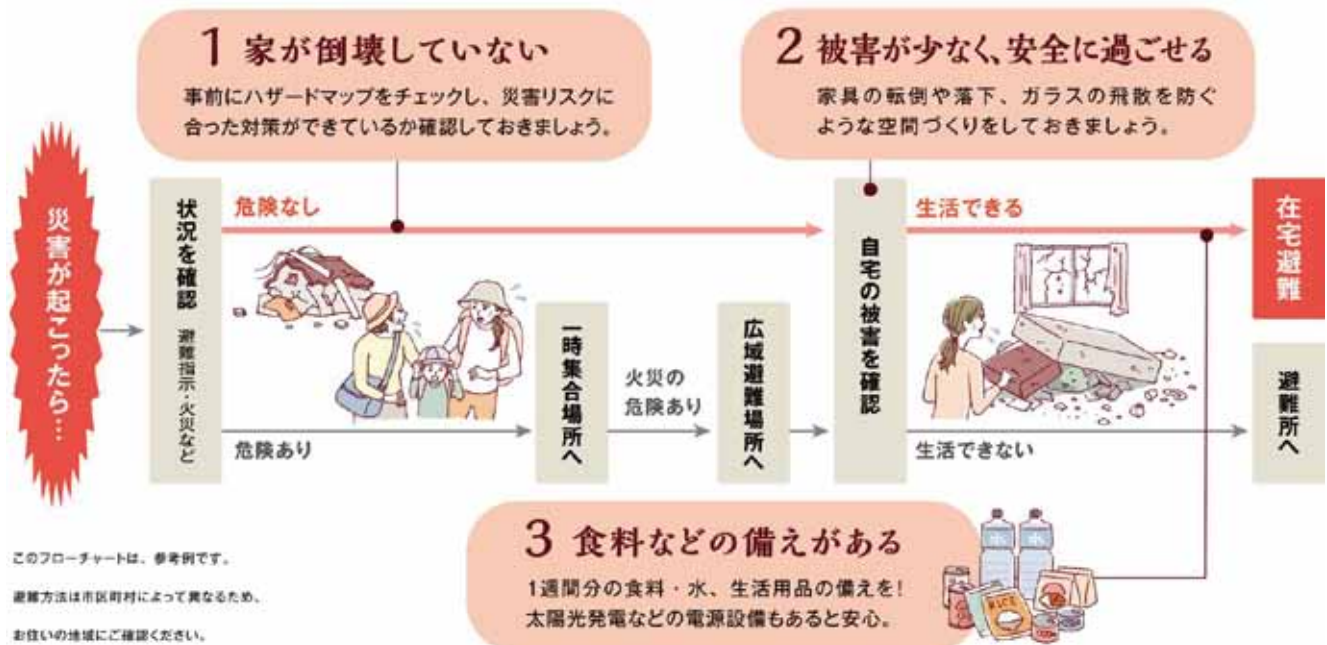 1 家が倒壊していない
事前にハザードマップをチェックし、災害リスクに
合った対策ができているか確認しておきましょう。
2 被害が少なく、安全に過ごせる
家具の転倒や落下、ガラスの飛散を防ぐ
ような空間づくりをしておきましょう。
災害が起こったら…
状況を確認 避難指示・火災など
危険なし
危険あり
一時集合場所へ
火災の
危険あり
広域避難場所へ
自宅の被害を確認
生活できる
生活できない
在宅避難
避難所へ
3 食料などの備えがある
1週間分の食料・水、生活用品の備えを!
太陽光発電などの電源設備もあると安心。
水
水
RICE
このフローチャートは、参考例です。
避難方法は市区町村によって異なるため、
お住いの地域にご確認ください。